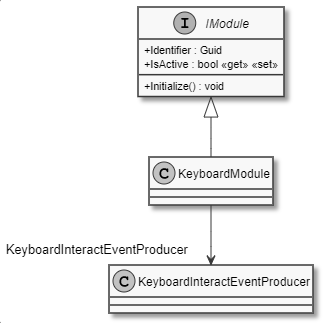 I IModule
+Identifier : Guid
+IsActive : bool «get» «set»
+Initialize() : void
C KeyboardModule
KeyboardInteractEventProducer
C KeyboardInteractEventProducer